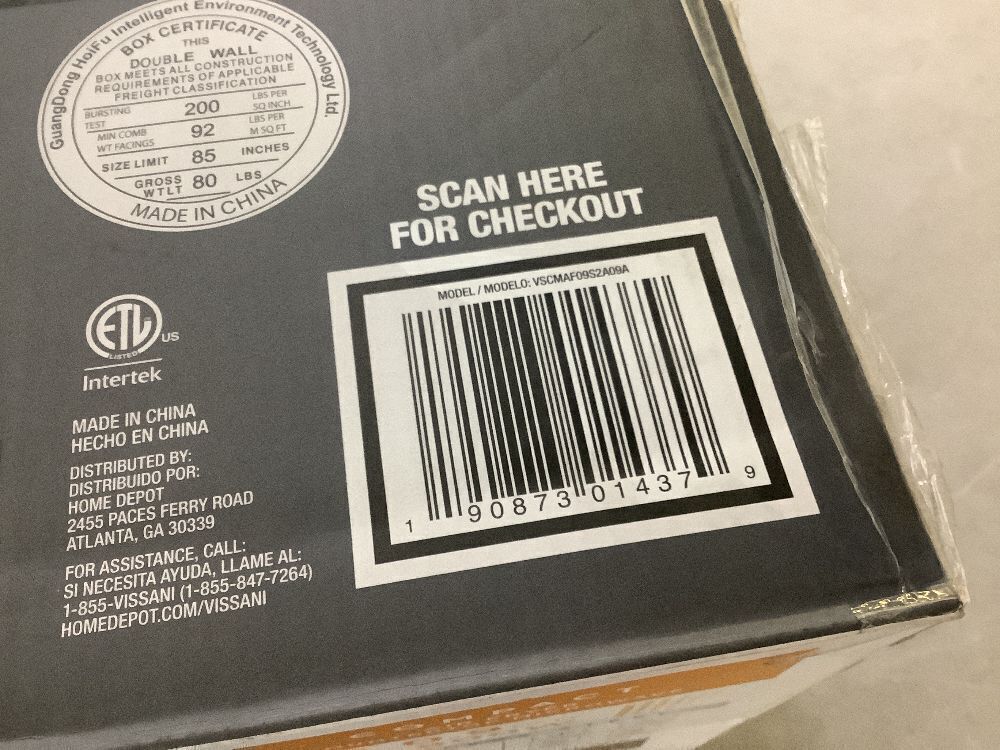 GuangDong HoiFu Intelligent Environment Technology Ltd.
BOX CERTIFICATE
THIS
DOUBLE WALL
BOX MEETS ALL CONSTRUCTION
REQUIREMENTS OF APPLICABLE
FREIGHT CLASSIFICATION
BURSTING TEST 200 LBS PER SQ INCH
MIN COMB WT FACINGS 92 LBS PER M SQ FT
SIZE LIMIT 85 INCHES
GROSS WTLT 80 LBS
MADE IN CHINA
SCAN HERE
FOR CHECKOUT
MODEL / MODELO: VSCMAF09S2A09A
1 90873 01437 9
ETL US
LISTED
Intertek
MADE IN CHINA
HECHO EN CHINA
DISTRIBUTED BY:
DISTRIBUIDO POR:
HOME DEPOT
2455 PACES FERRY ROAD
ATLANTA, GA 30339
FOR ASSISTANCE, CALL:
SI NECESITA AYUDA, LLAME AL:
1-855-VISSANI (1-855-847-7264)
HOMEDEPOT.COM/VISSANI
COMPACT